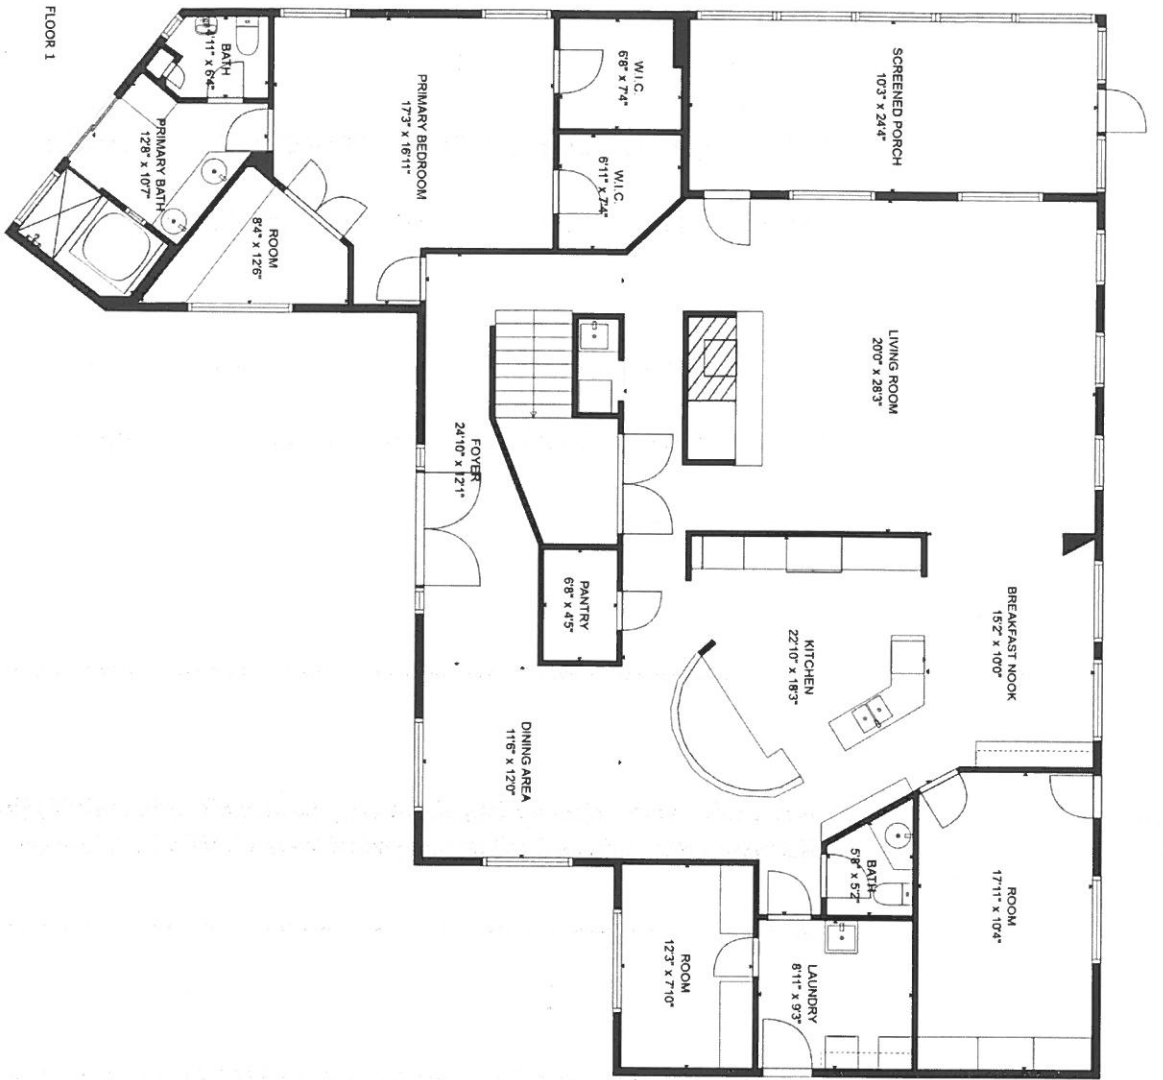 FLOOR 1
BATH
4'11" x 6'4"
PRIMARY BATH
12'8" x 10'7"
ROOM
8'4" x 12'6"
PRIMARY BEDROOM
17'3" x 16'11"
W.I.C.
6'8" x 7'4"
W.I.C.
6'11" x 7'4"
SCREENED PORCH
10'3" x 24'4"
LIVING ROOM
20'0" x 28'3"
FOYER
24'10" x 12'1"
PANTRY
6'8" x 4'5"
KITCHEN
22'10" x 18'3"
BREAKFAST NOOK
15'2" x 10'0"
DINING AREA
11'6" x 12'0"
BATH
5'8" x 5'2"
ROOM
17'11" x 10'4"
ROOM
12'3" x 7'10"
LAUNDRY
8'11" x 9'3"